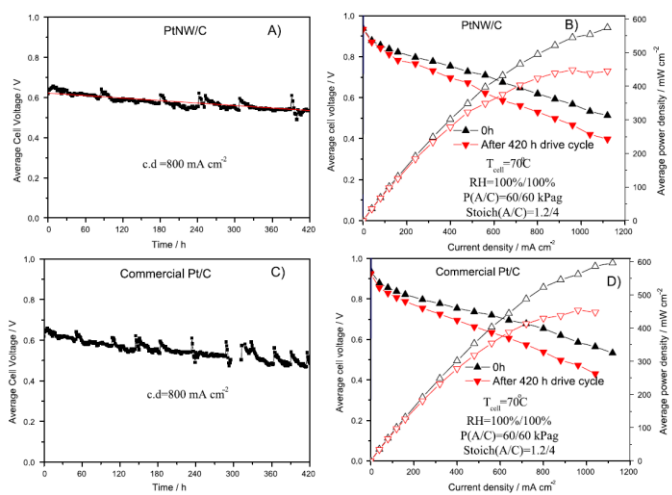 PtNW/C
A)
1.0
0.8
0.6
0.4
0.2
0.0
Average Cell Voltage / V
c.d =800 mA cm⁻²
0 60 120 180 240 300 360 420
Time / h
PtNW/C
B)
1.0
0.8
0.6
0.4
0.2
0.0
Average cell voltage / V
600
500
400
300
200
100
0
Average power density / mW cm⁻²
0h
After 420 h drive cycle
T_cell=70⁰C
RH=100%/100%
P(A/C)=60/60 kPag
Stoich(A/C)=1.2/4
0 200 400 600 800 1000 1200
Current density / mA cm⁻²
Commercial Pt/C
C)
1.0
0.8
0.6
0.4
0.2
0.0
Average Cell Voltage / V
c.d=800 mA cm⁻²
0 60 120 180 240 300 360 420
Time / h
Commercial Pt/C
D)
1.0
0.8
0.6
0.4
0.2
0.0
Average cell voltage / V
600
500
400
300
200
100
0
Average power density / mW cm⁻²
0h
After 420 h drive cycle
T_cell=70⁰C
RH=100%/100%
P(A/C)=60/60 kPag
Stoich(A/C)=1.2/4
0 200 400 600 800 1000 1200
Current density / mA cm⁻²